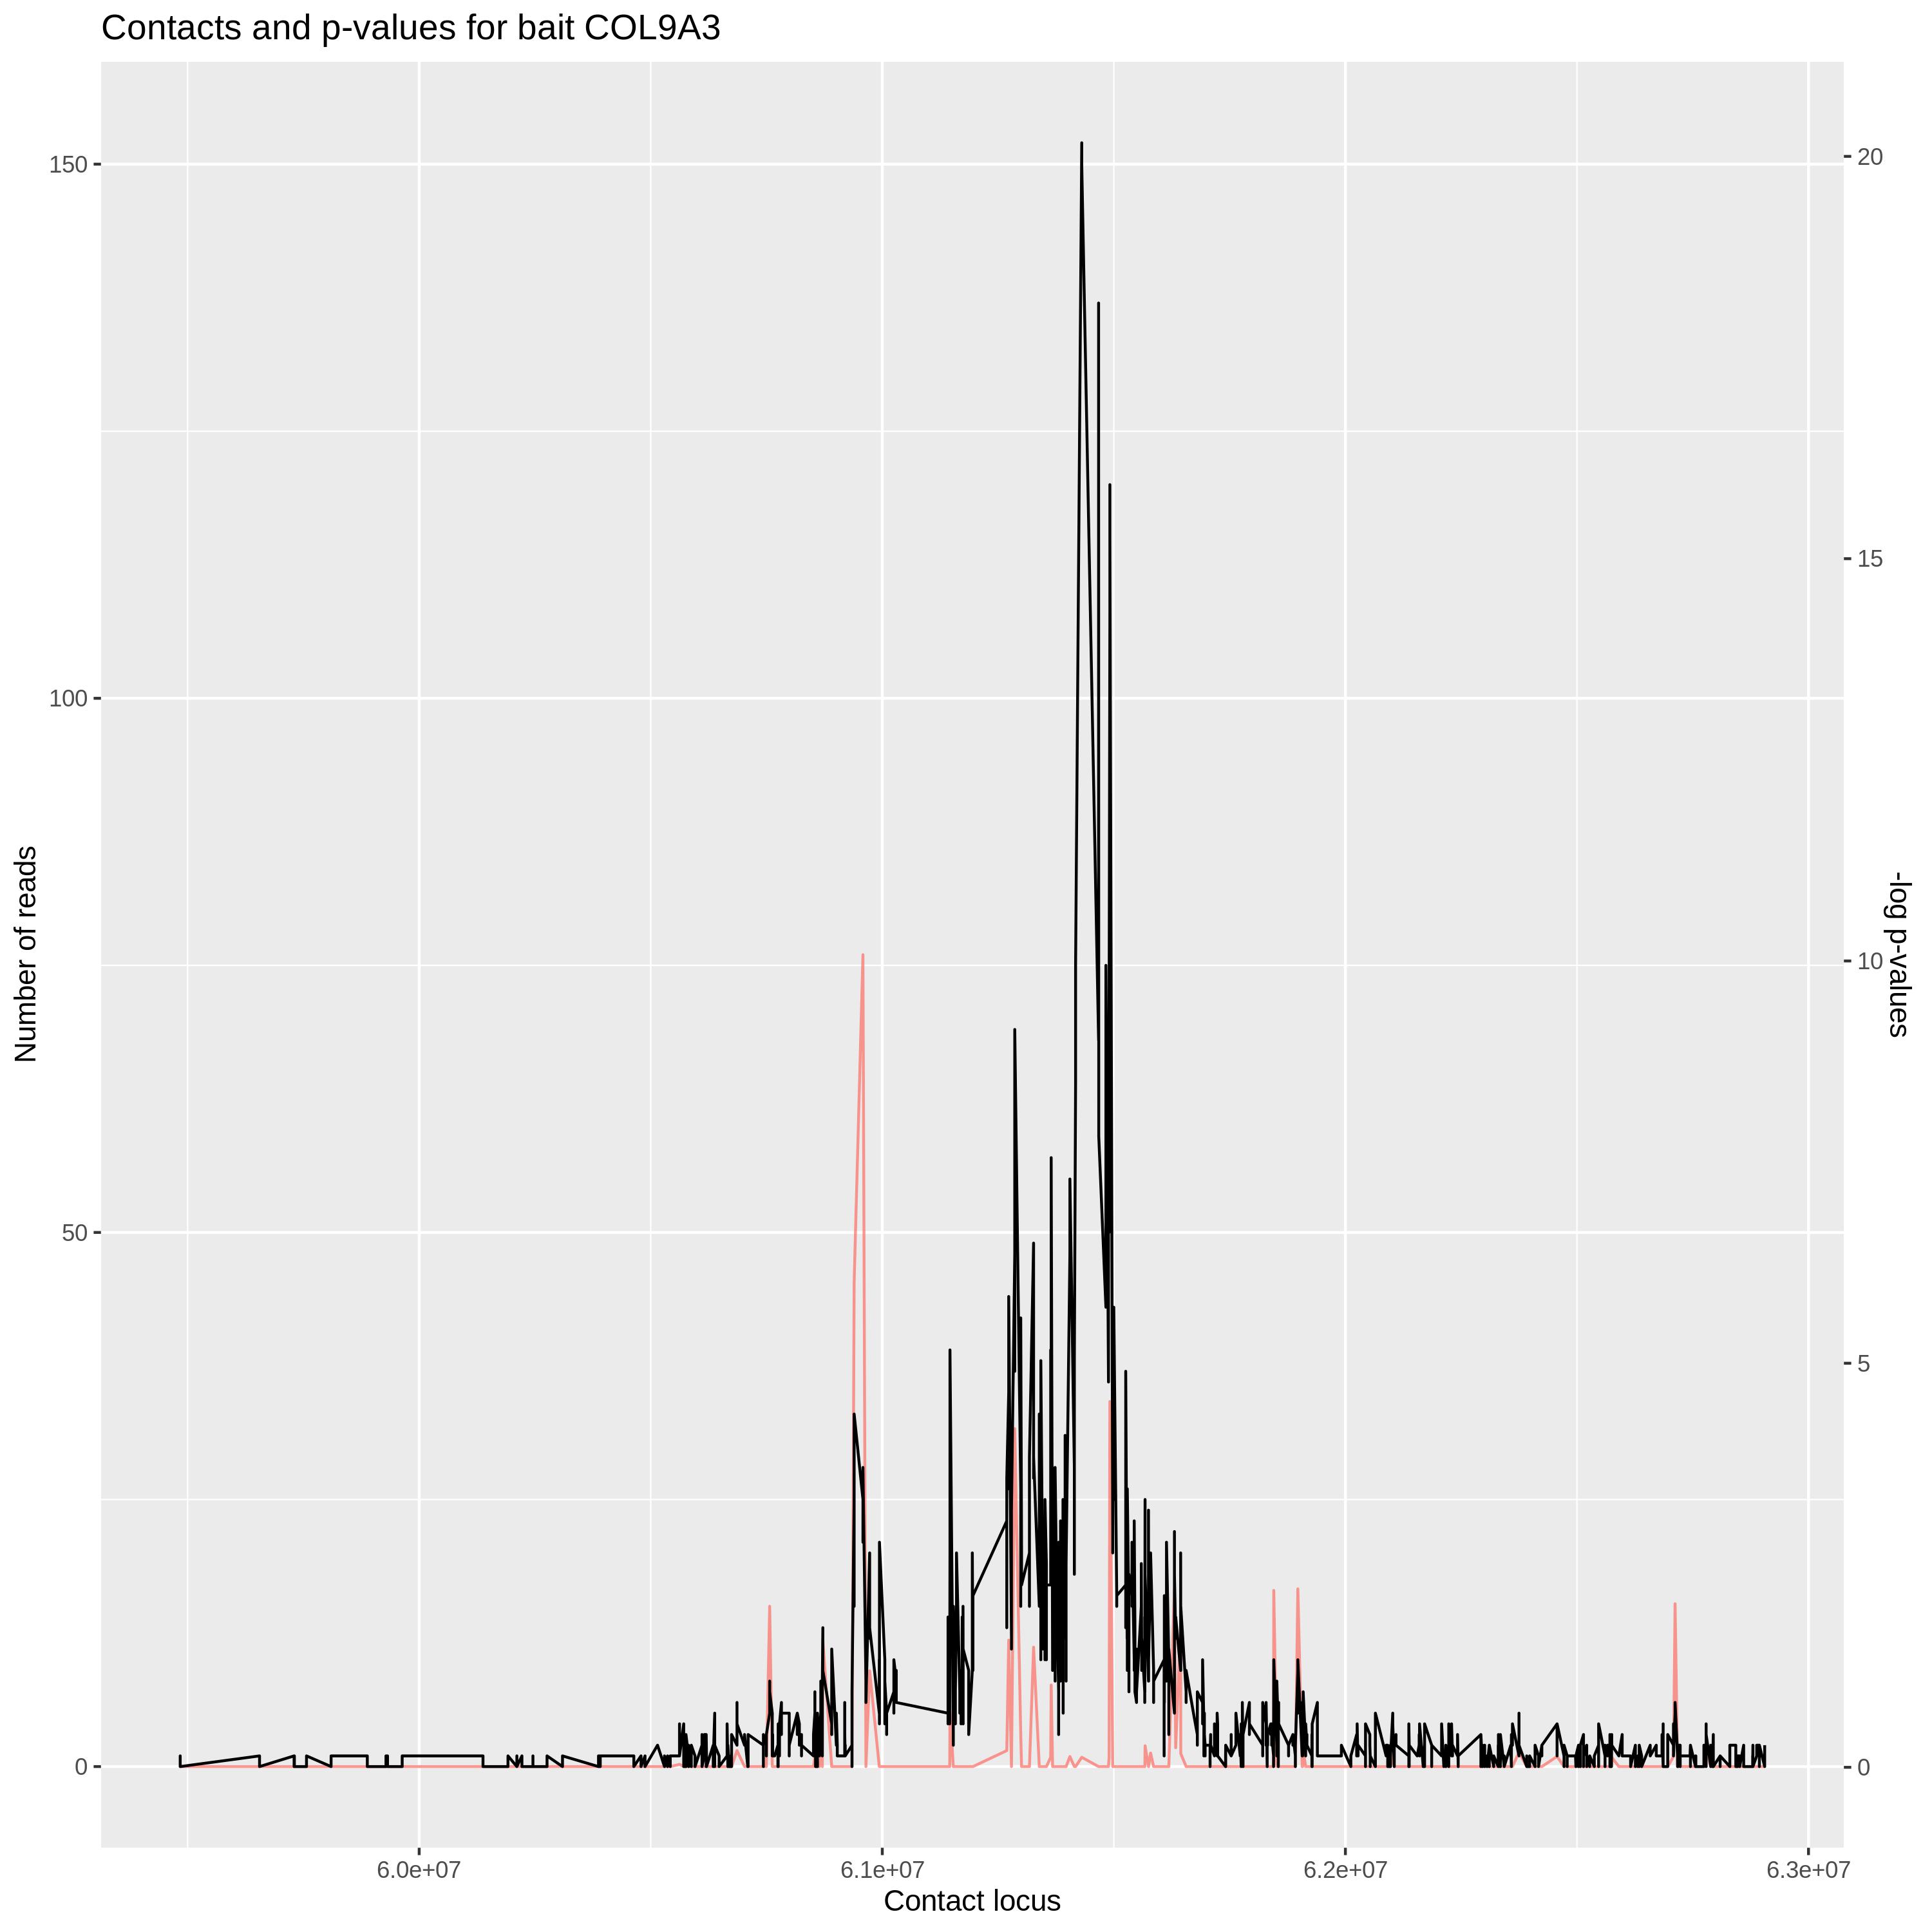 Contacts and p-values for bait COL9A3
150
100
50
0
Number of reads
20
15
10
5
0
-log p-values
6.0e+07
6.1e+07
6.2e+07
6.3e+07
Contact locus